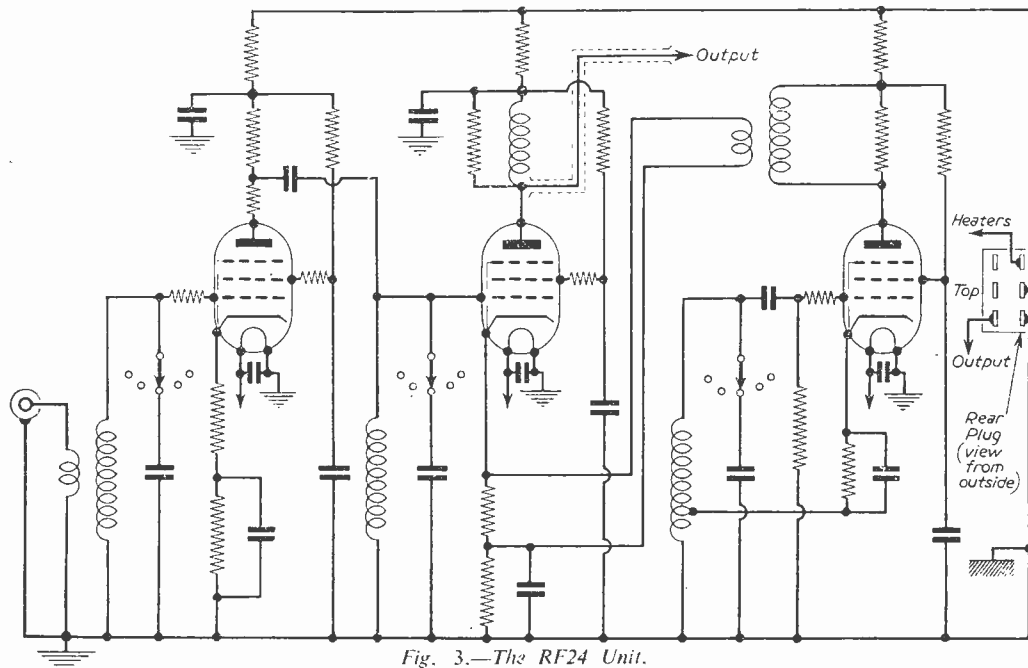 Output
Heaters
Top
Output
Rear
Plug
(view
from
outside)
Fig. 3.—The RF24 Unit.